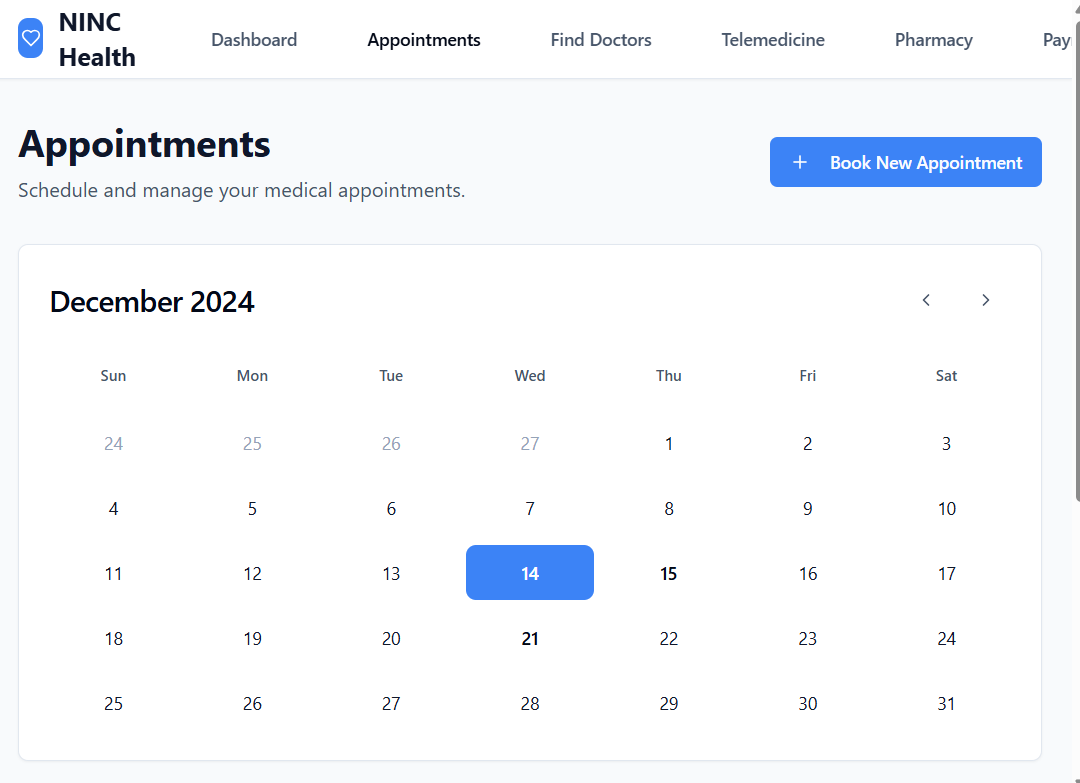 NINC
Health
Dashboard
Appointments
Find Doctors
Telemedicine
Pharmacy
Appointments
Schedule and manage your medical appointments.
+ Book New Appointment
December 2024
Sun Mon Tue Wed Thu Fri Sat
24 25 26 27 1 2 3
4 5 6 7 8 9 10
11 12 13 14 15 16 17
18 19 20 21 22 23 24
25 26 27 28 29 30 31